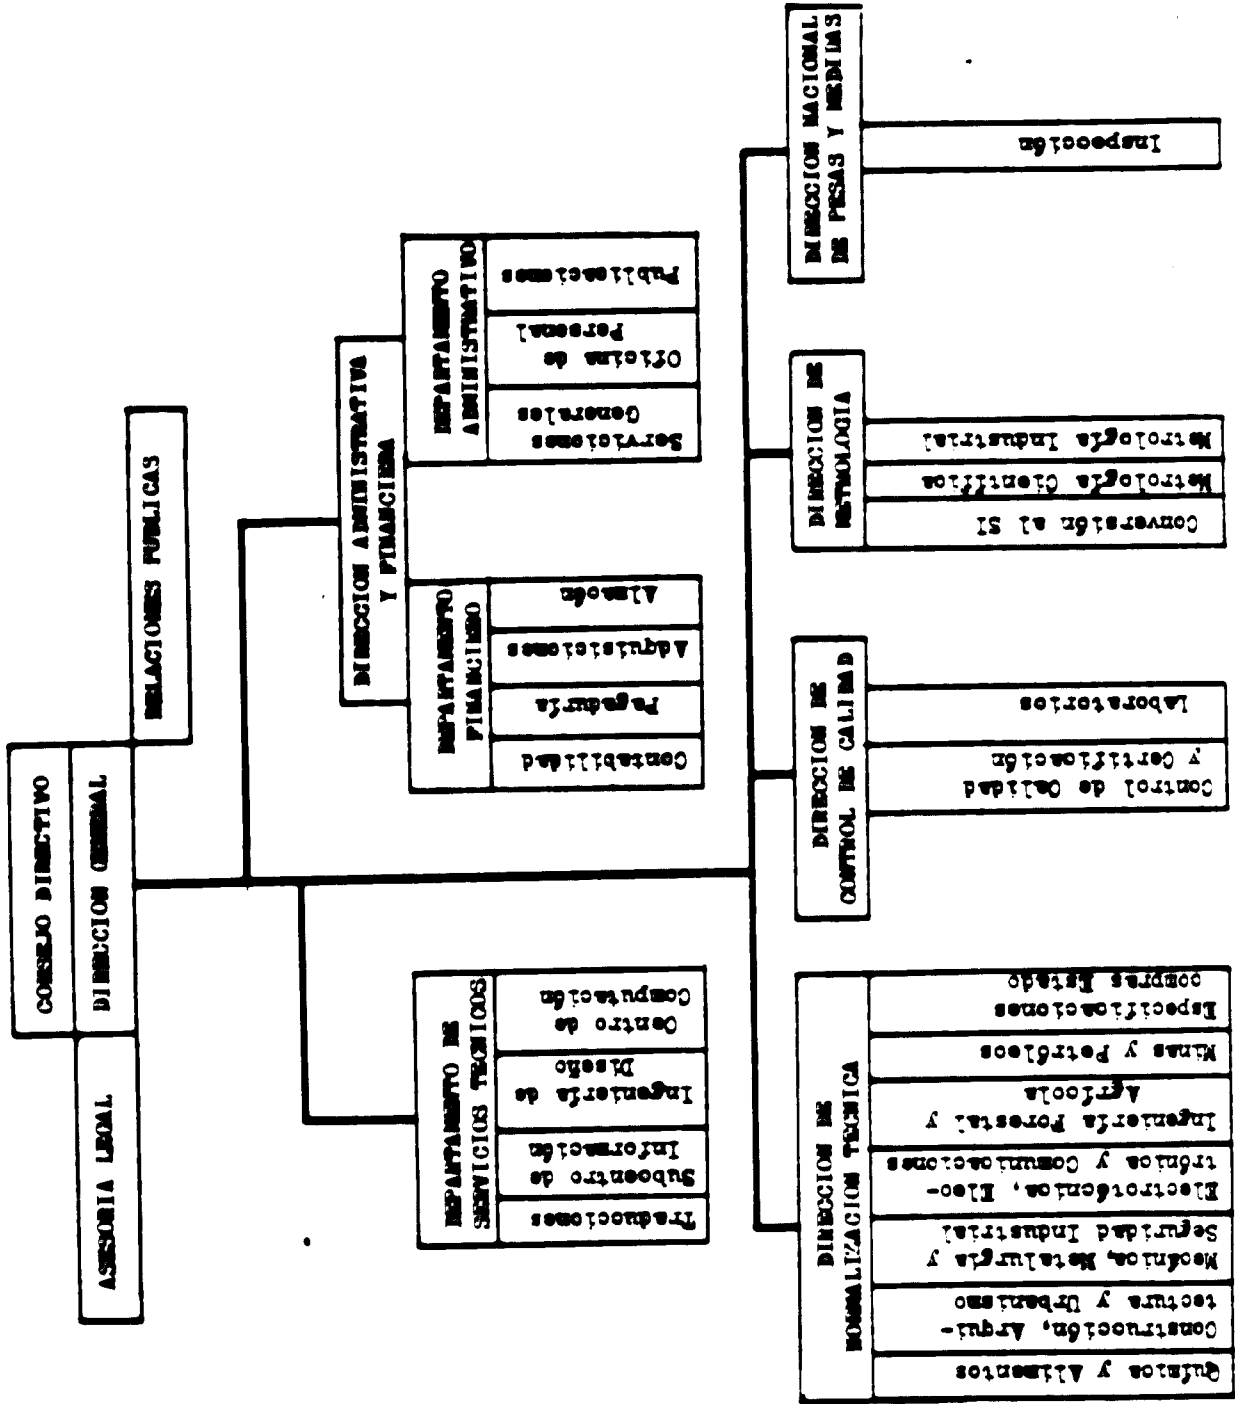 CONSEJO DIRECTIVO
DIRECCION GENERAL
ASESORIA LEGAL
RELACIONES PUBLICAS
DIRECCION ADMINISTRATIVA
Y FINANCIERA
DEPARTAMENTO DE
SERVICIOS TECNICOS
Traducciones
Subcentro de
Información
Ingeniería de
Diseño
Centro de
Computación
DEPARTAMENTO
FINANCIERO
Contabilidad
Pagaduría
Adquisiciones
Almacén
DEPARTAMENTO
ADMINISTRATIVO
Servicios
Generales
Oficina de
Personal
Publicaciones
DIRECCION DE
NORMALIZACION TECNICA
Química y Alimentos
Construcción, Arqui-
tectura y Urbanismo
Mecánica, Metalurgia y
Seguridad Industrial
Electrotécnica, Elec-
trónica y Comunicaciones
Ingeniería Forestal y
Agrícola
Minas y Petróleos
Especificaciones
compras Estado
DIRECCION DE
CONTROL DE CALIDAD
Control de Calidad
y Certificación
Laboratorios
DIRECCION DE
METROLOGIA
Conversión al SI
Metrología Científica
Metrología Industrial
DIRECCION NACIONAL
DE PESAS Y MEDIDAS
Inspección